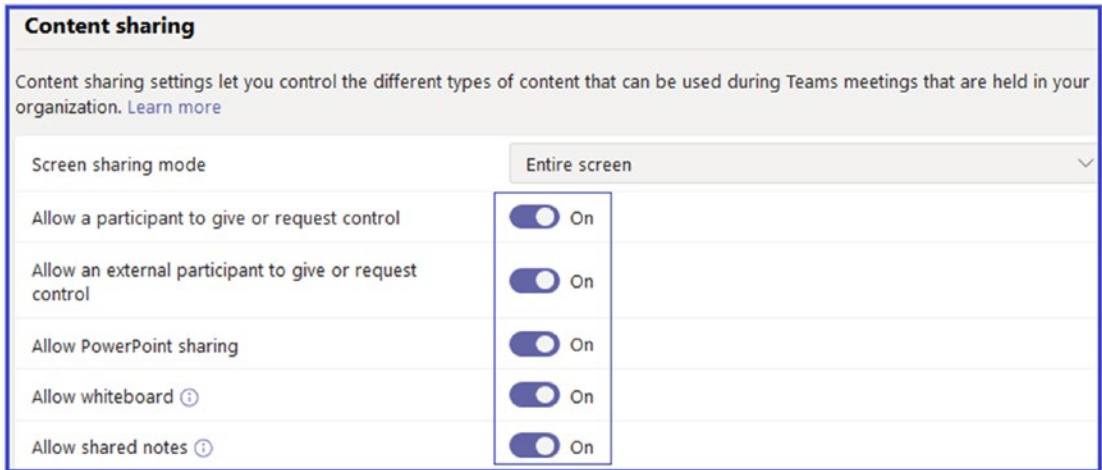 Content sharing
Content sharing settings let you control the different types of content that can be used during Teams meetings that are held in your
organization. Learn more
Screen sharing mode
Entire screen
Allow a participant to give or request control
On
Allow an external participant to give or request
control
On
Allow PowerPoint sharing
On
Allow whiteboard
On
Allow shared notes
On